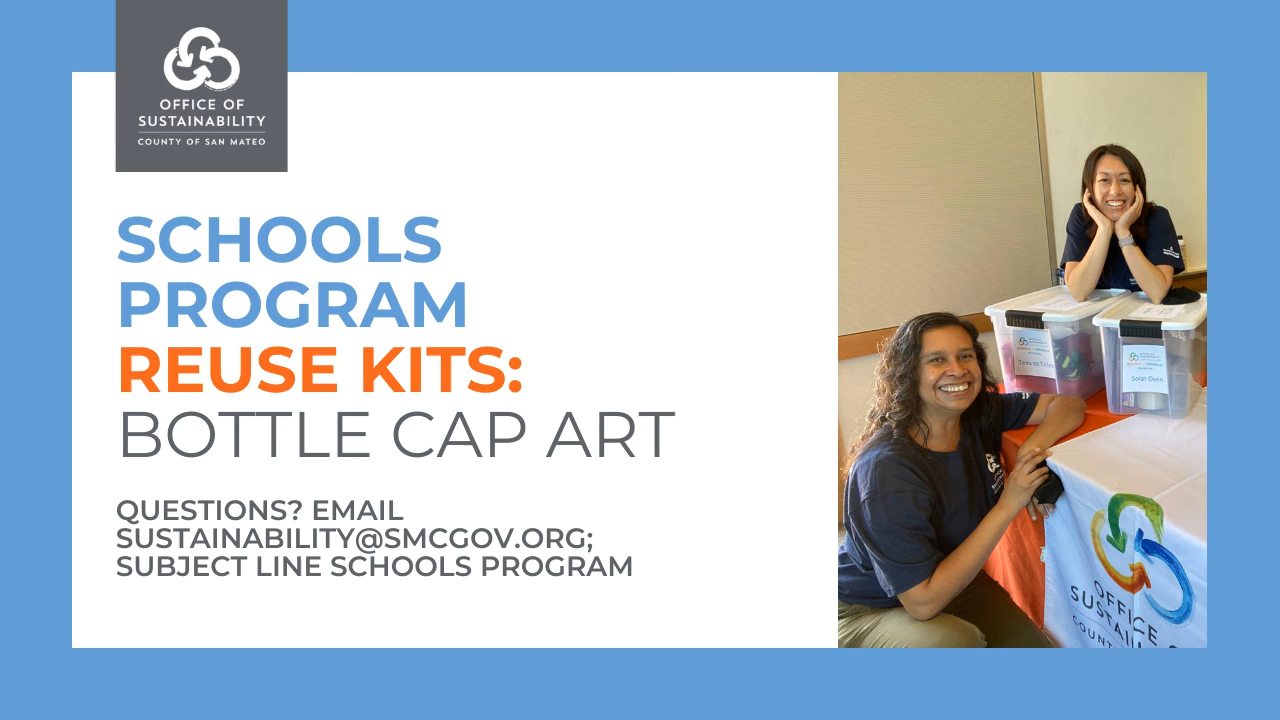 OFFICE OF
SUSTAINABILITY
COUNTY OF SAN MATEO
SCHOOLS
PROGRAM
REUSE KITS:
BOTTLE CAP ART
QUESTIONS? EMAIL
SUSTAINABILITY@SMCGOV.ORG;
SUBJECT LINE SCHOOLS PROGRAM
Solar Oven
OFFICE
SUSTAIN
COUNT